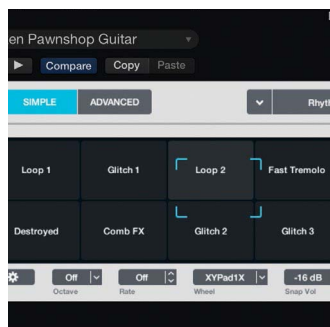 en Pawnshop Guitar
Compare Copy Paste
SIMPLE ADVANCED Rhyt
Loop 1 Glitch 1 Loop 2 Fast Tremolo
Destroyed Comb FX Glitch 2 Glitch 3
Off Off XYPad1X -16 dB
Octave Rate Wheel Snap Vol